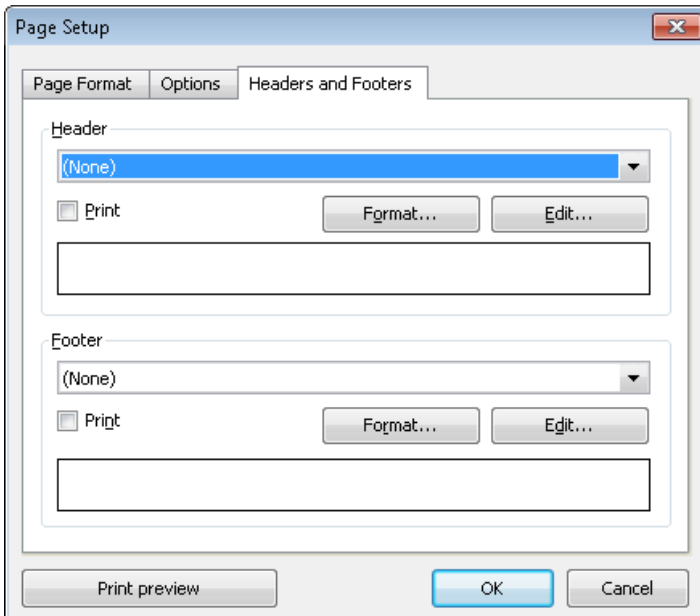 Page Setup
Page Format Options Headers and Footers
Header
(None)
Print Format... Edit...
Footer
(None)
Print Format... Edit...
Print preview OK Cancel